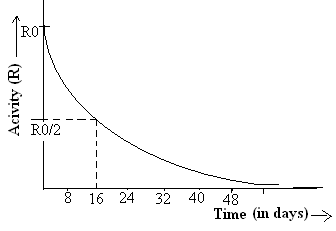 R0
Acivity (R)
R0/2
8 16 24 32 40 48
Time (in days)